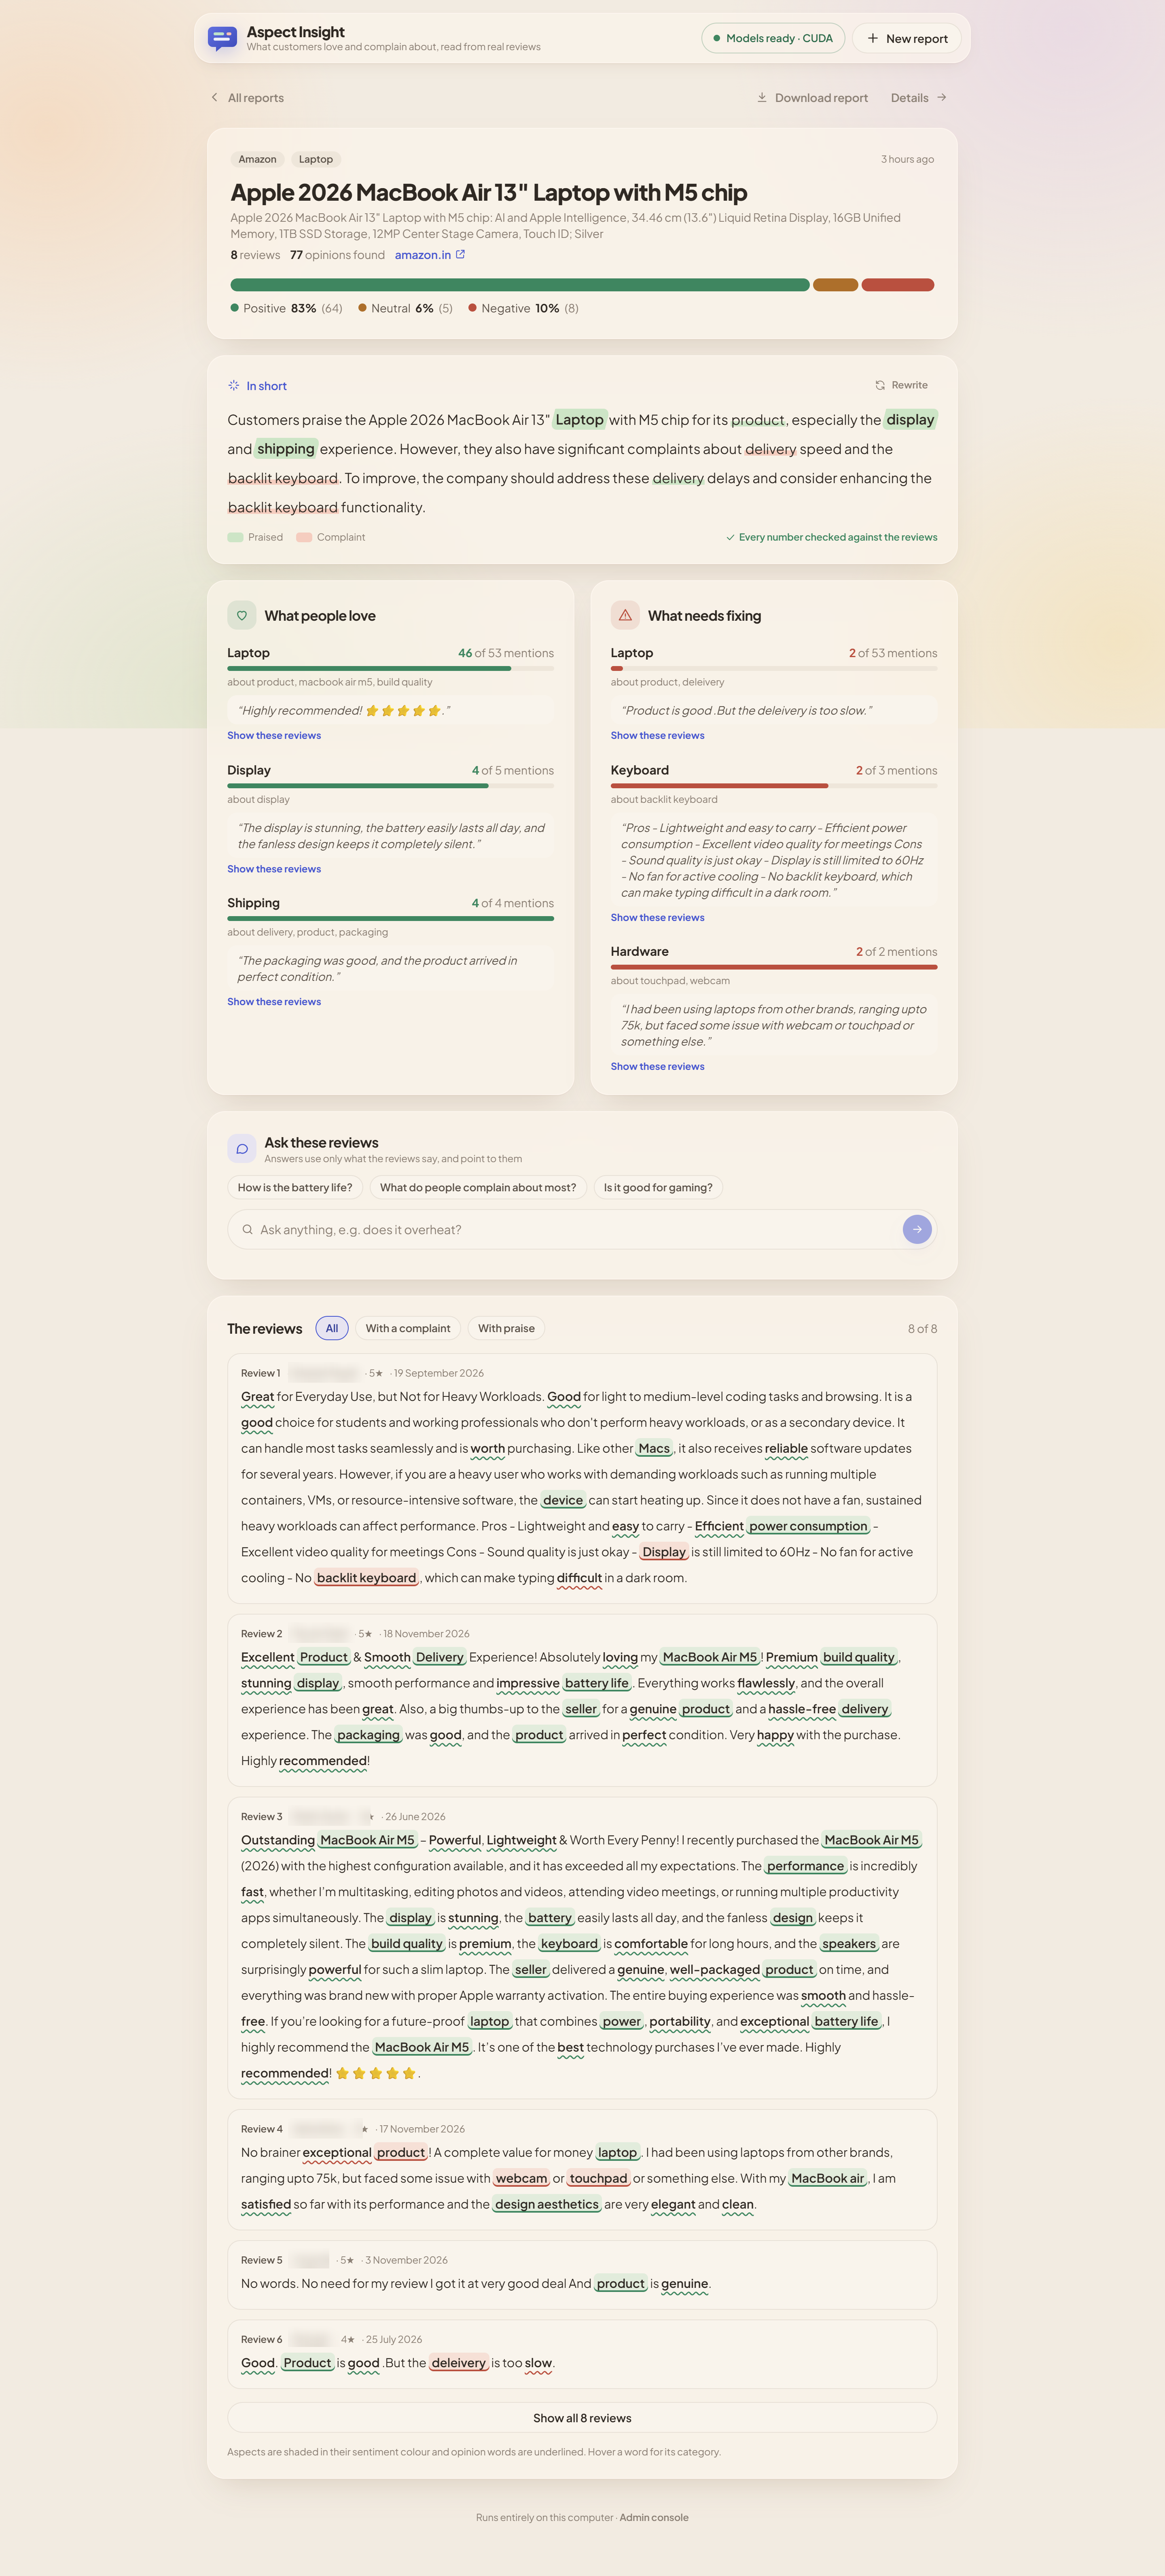 Aspect Insight
What customers love and complain about, read from real reviews
Models ready · CUDA
New report
All reports
Download report
Details
Amazon
Laptop
3 hours ago
Apple 2026 MacBook Air 13" Laptop with M5 chip
Apple 2026 MacBook Air 13″ Laptop with M5 chip: AI and Apple Intelligence, 34.46 cm (13.6″) Liquid Retina Display, 16GB Unified
Memory, 1TB SSD Storage, 12MP Center Stage Camera, Touch ID; Silver
8 reviews 77 opinions found amazon.in
Positive 83% (64) Neutral 6% (5) Negative 10% (8)
In short
Rewrite
Customers praise the Apple 2026 MacBook Air 13" Laptop with M5 chip for its product, especially the display
and shipping experience. However, they also have significant complaints about delivery speed and the
backlit keyboard. To improve, the company should address these delivery delays and consider enhancing the
backlit keyboard functionality.
Praised Complaint
Every number checked against the reviews
What people love
Laptop 46 of 53 mentions
about product, macbook air m5, build quality
“Highly recommended! ⭐⭐⭐⭐⭐.”
Show these reviews
Display 4 of 5 mentions
about display
“The display is stunning, the battery easily lasts all day, and
the fanless design keeps it completely silent.”
Show these reviews
Shipping 4 of 4 mentions
about delivery, product, packaging
“The packaging was good, and the product arrived in
perfect condition.”
Show these reviews
What needs fixing
Laptop 2 of 53 mentions
about product, deleivery
“Product is good .But the deleivery is too slow.”
Show these reviews
Keyboard 2 of 3 mentions
about backlit keyboard
“Pros - Lightweight and easy to carry - Efficient power
consumption - Excellent video quality for meetings Cons
- Sound quality is just okay - Display is still limited to 60Hz
- No fan for active cooling - No backlit keyboard, which
can make typing difficult in a dark room.”
Show these reviews
Hardware 2 of 2 mentions
about touchpad, webcam
“I had been using laptops from other brands, ranging upto
75k, but faced some issue with webcam or touchpad or
something else.”
Show these reviews
Ask these reviews
Answers use only what the reviews say, and point to them
How is the battery life?
What do people complain about most?
Is it good for gaming?
Ask anything, e.g. does it overheat?
The reviews
All
With a complaint
With praise
8 of 8
Review 1 · 5★ · 19 September 2026
Great for Everyday Use, but Not for Heavy Workloads. Good for light to medium-level coding tasks and browsing. It is a
good choice for students and working professionals who don't perform heavy workloads, or as a secondary device. It
can handle most tasks seamlessly and is worth purchasing. Like other Macs, it also receives reliable software updates
for several years. However, if you are a heavy user who works with demanding workloads such as running multiple
containers, VMs, or resource-intensive software, the device can start heating up. Since it does not have a fan, sustained
heavy workloads can affect performance. Pros - Lightweight and easy to carry - Efficient power consumption -
Excellent video quality for meetings Cons - Sound quality is just okay - Display is still limited to 60Hz - No fan for active
cooling - No backlit keyboard, which can make typing difficult in a dark room.
Review 2 · 5★ · 18 November 2026
Excellent Product & Smooth Delivery Experience! Absolutely loving my MacBook Air M5! Premium build quality,
stunning display, smooth performance and impressive battery life. Everything works flawlessly, and the overall
experience has been great. Also, a big thumbs-up to the seller for a genuine product and a hassle-free delivery
experience. The packaging was good, and the product arrived in perfect condition. Very happy with the purchase.
Highly recommended!
Review 3 · 26 June 2026
Outstanding MacBook Air M5 – Powerful, Lightweight & Worth Every Penny! I recently purchased the MacBook Air M5
(2026) with the highest configuration available, and it has exceeded all my expectations. The performance is incredibly
fast, whether I'm multitasking, editing photos and videos, attending video meetings, or running multiple productivity
apps simultaneously. The display is stunning, the battery easily lasts all day, and the fanless design keeps it
completely silent. The build quality is premium, the keyboard is comfortable for long hours, and the speakers are
surprisingly powerful for such a slim laptop. The seller delivered a genuine, well-packaged product on time, and
everything was brand new with proper Apple warranty activation. The entire buying experience was smooth and hassle-
free. If you're looking for a future-proof laptop that combines power, portability, and exceptional battery life, I
highly recommend the MacBook Air M5. It's one of the best technology purchases I've ever made. Highly
recommended! ⭐⭐⭐⭐⭐.
Review 4 · 17 November 2026
No brainer exceptional product! A complete value for money laptop. I had been using laptops from other brands,
ranging upto 75k, but faced some issue with webcam or touchpad or something else. With my MacBook air, I am
satisfied so far with its performance and the design aesthetics are very elegant and clean.
Review 5 · 5★ · 3 November 2026
No words. No need for my review I got it at very good deal And product is genuine.
Review 6 4★ · 25 July 2026
Good. Product is good .But the deleivery is too slow.
Show all 8 reviews
Aspects are shaded in their sentiment colour and opinion words are underlined. Hover a word for its category.
Runs entirely on this computer · Admin console